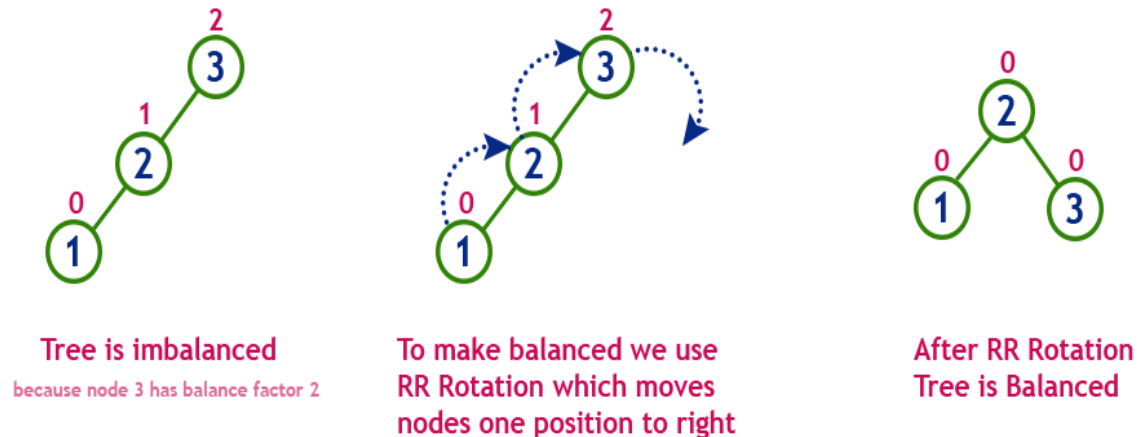 2
3
1
2
0
1
Tree is imbalanced
because node 3 has balance factor 2
2
3
1
2
0
1
To make balanced we use
RR Rotation which moves
nodes one position to right
0
2
0 0
1 3
After RR Rotation
Tree is Balanced